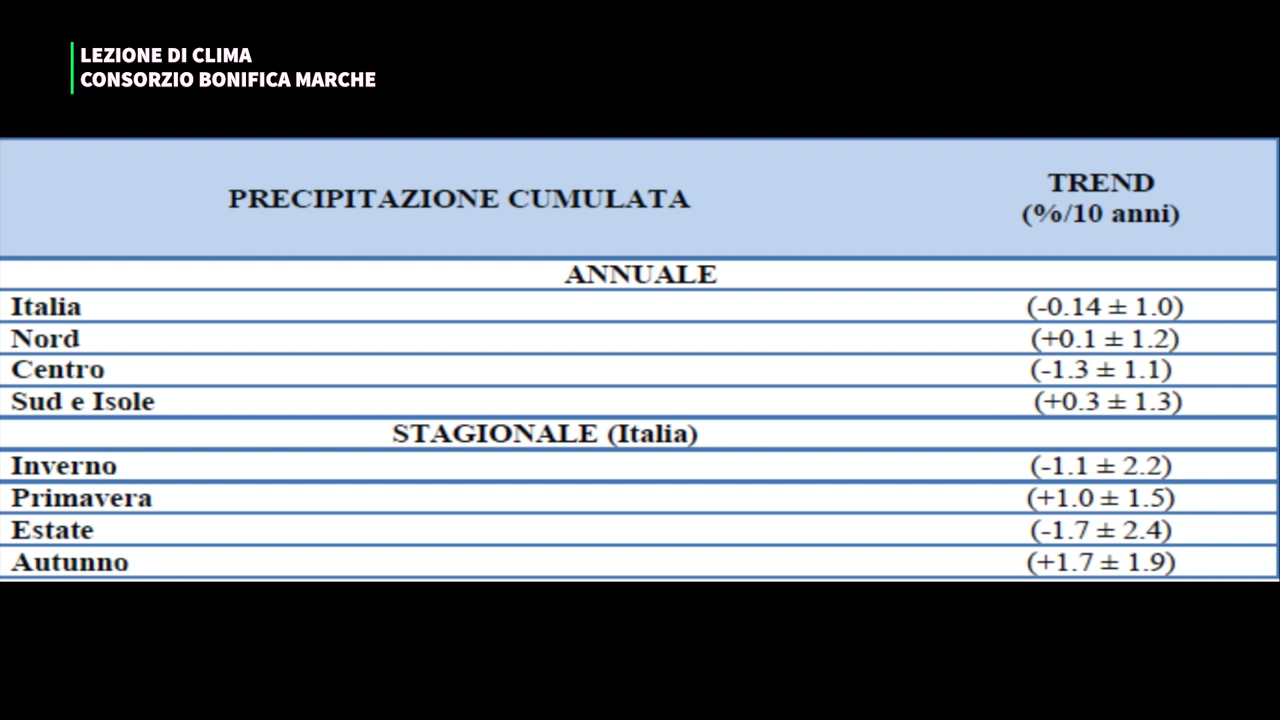 LEZIONE DI CLIMA
CONSORZIO BONIFICA MARCHE
PRECIPITAZIONE CUMULATA
TREND
(%/10 anni)
ANNUALE
Italia (-0.14 ± 1.0)
Nord (+0.1 ± 1.2)
Centro (-1.3 ± 1.1)
Sud e Isole (+0.3 ± 1.3)
STAGIONALE (Italia)
Inverno (-1.1 ± 2.2)
Primavera (+1.0 ± 1.5)
Estate (-1.7 ± 2.4)
Autunno (+1.7 ± 1.9)